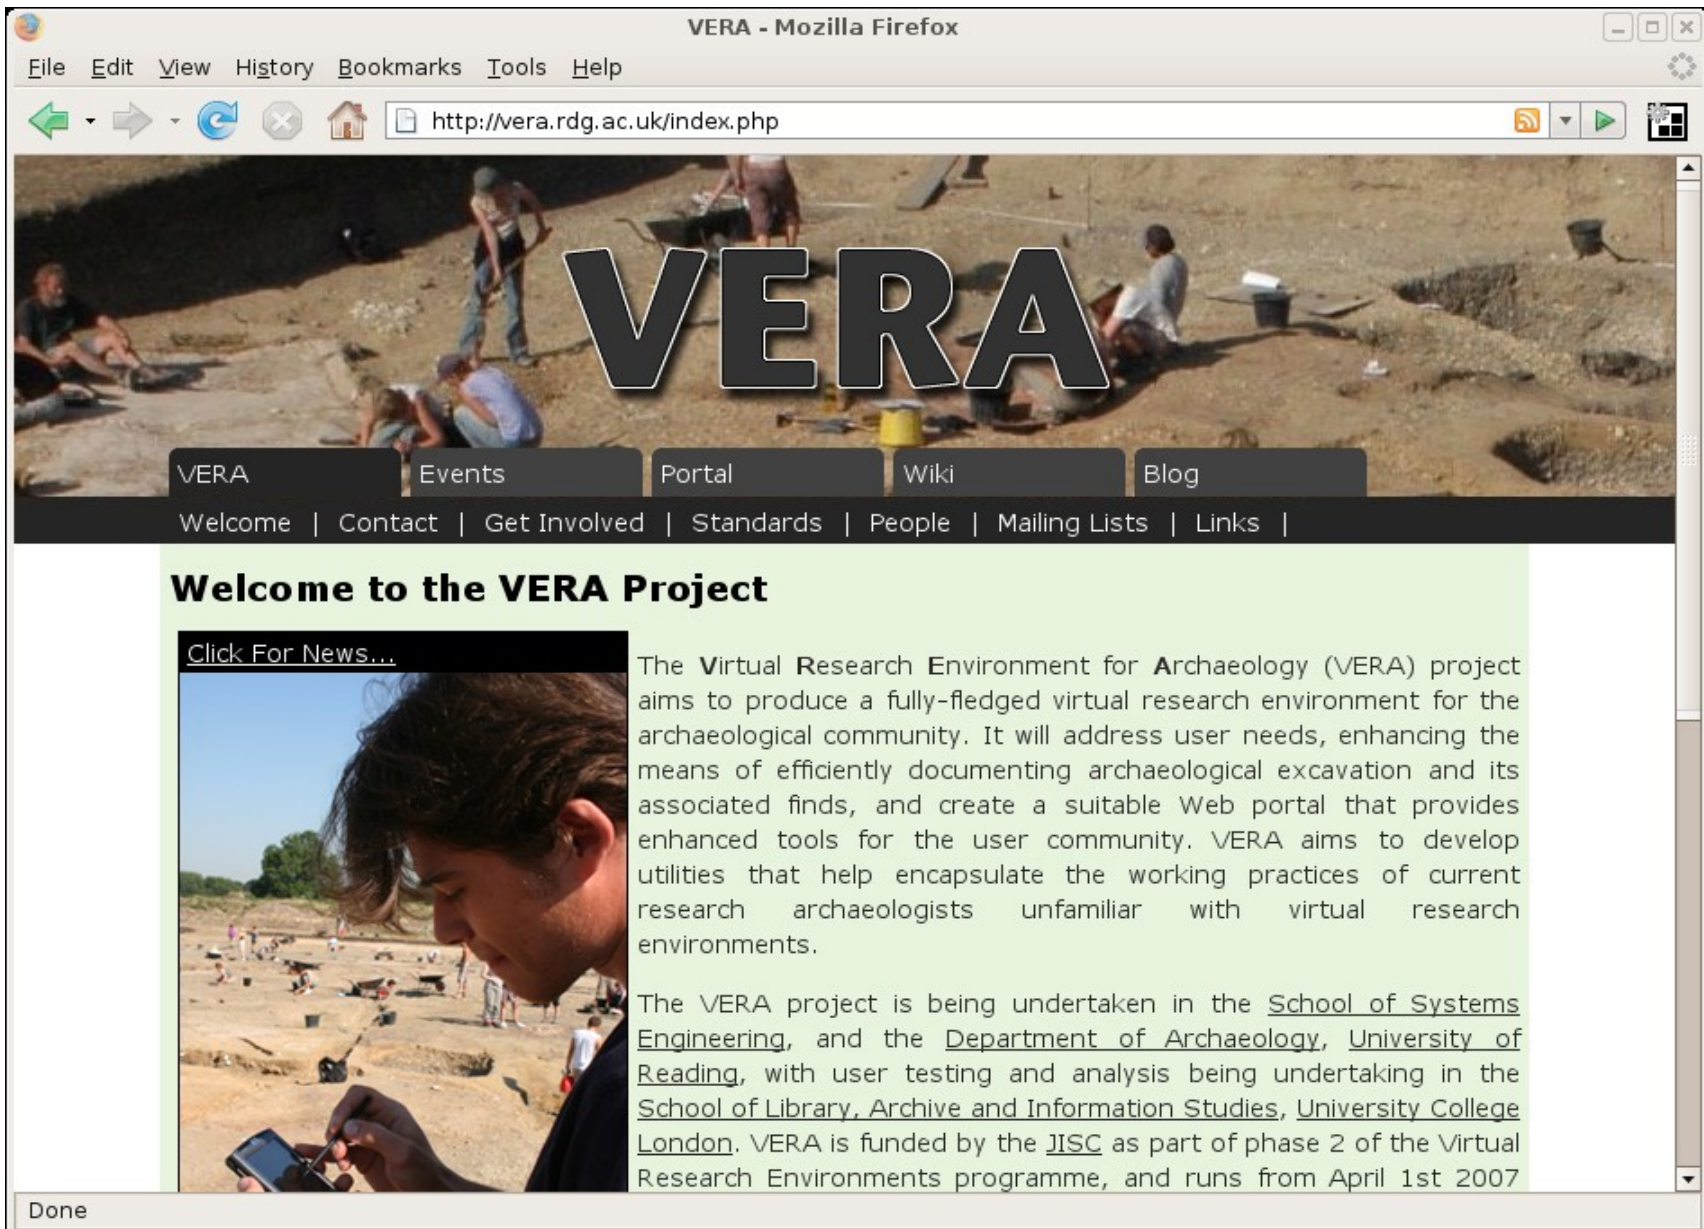 VERA - Mozilla Firefox
File Edit View History Bookmarks Tools Help
http://vera.rdg.ac.uk/index.php
VERA
VERA Events Portal Wiki Blog
Welcome | Contact | Get Involved | Standards | People | Mailing Lists | Links |
Welcome to the VERA Project
Click For News...
The Virtual Research Environment for Archaeology (VERA) project
aims to produce a fully-fledged virtual research environment for the
archaeological community. It will address user needs, enhancing the
means of efficiently documenting archaeological excavation and its
associated finds, and create a suitable Web portal that provides
enhanced tools for the user community. VERA aims to develop
utilities that help encapsulate the working practices of current
research archaeologists unfamiliar with virtual research
environments.
The VERA project is being undertaken in the School of Systems
Engineering, and the Department of Archaeology, University of
Reading, with user testing and analysis being undertaking in the
School of Library, Archive and Information Studies, University College
London. VERA is funded by the JISC as part of phase 2 of the Virtual
Research Environments programme, and runs from April 1st 2007
Done